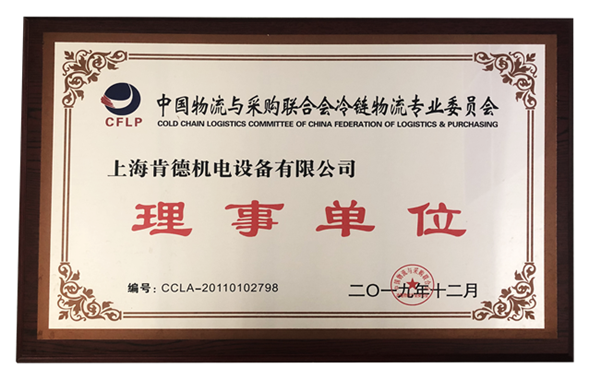 CFLP
中国物流与采购联合会冷链物流专业委员会
COLD CHAIN LOGISTICS COMMITTEE OF CHINA FEDERATION OF LOGISTICS & PURCHASING
上海肯德机电设备有限公司
理事单位
编号: CCLA-20110102798
二〇一九年十二月